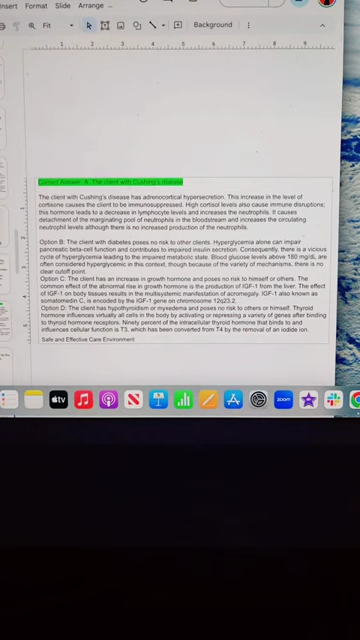 Insert Format Slide Arrange ...
Fit Background
1 2 3 4 5 6 7 8 9
Correct Answer: A. The client with Cushing's disease
The client with Cushing's disease has adrenocortical hypersecretion. This increase in the level of
cortisone causes the client to be immunosuppressed. High cortisol levels also cause immune disruptions;
this hormone leads to a decrease in lymphocyte levels and increases the neutrophils. It causes
detachment of the marginating pool of neutrophils in the bloodstream and increases the circulating
neutrophil levels although there is no increased production of the neutrophils.
Option B: The client with diabetes poses no risk to other clients. Hyperglycemia alone can impair
pancreatic beta-cell function and contributes to impaired insulin secretion. Consequently, there is a vicious
cycle of hyperglycemia leading to the impaired metabolic state. Blood glucose levels above 180 mg/dL are
often considered hyperglycemic in this context, though because of the variety of mechanisms, there is no
clear cutoff point.
Option C: The client has an increase in growth hormone and poses no risk to himself or others. The
common effect of the abnormal rise in growth hormone is the production of IGF-1 from the liver. The effect
of IGF-1 on body tissues results in the multisystemic manifestation of acromegaly. IGF-1 also known as
somatomedin C, is encoded by the IGF-1 gene on chromosome 12q23.2.
Option D: The client has hypothyroidism or myxedema and poses no risk to others or himself. Thyroid
hormone influences virtually all cells in the body by activating or repressing a variety of genes after binding
to thyroid hormone receptors. Ninety percent of the intracellular thyroid hormone that binds to and
influences cellular function is T3, which has been converted from T4 by the removal of an iodide ion.
Safe and Effective Care Environment
tv
zoom